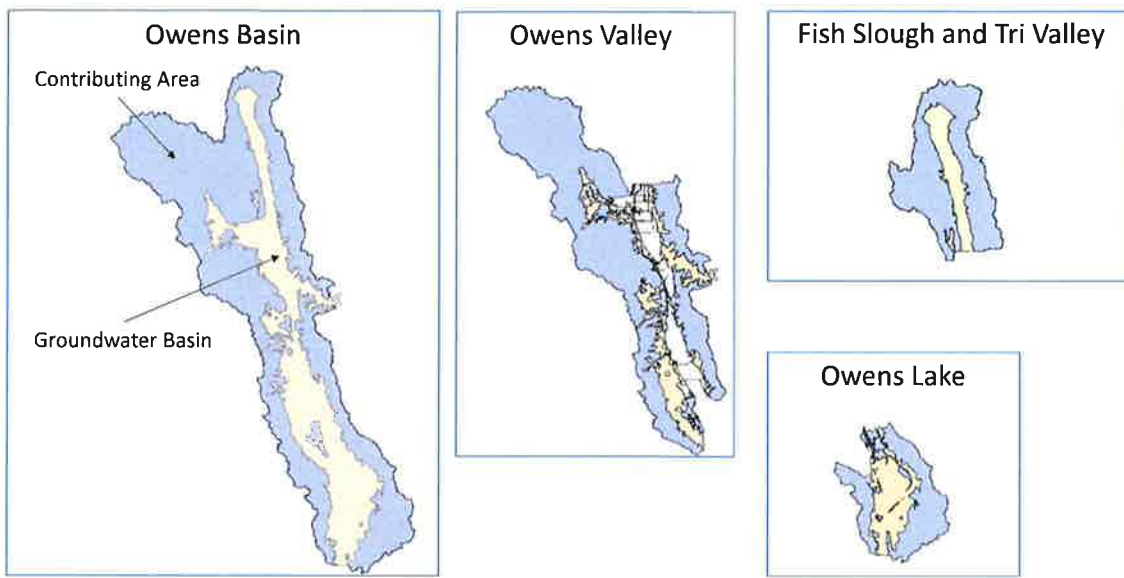 Owens Basin
Contributing Area
Groundwater Basin
Owens Valley
Fish Slough and Tri Valley
Owens Lake